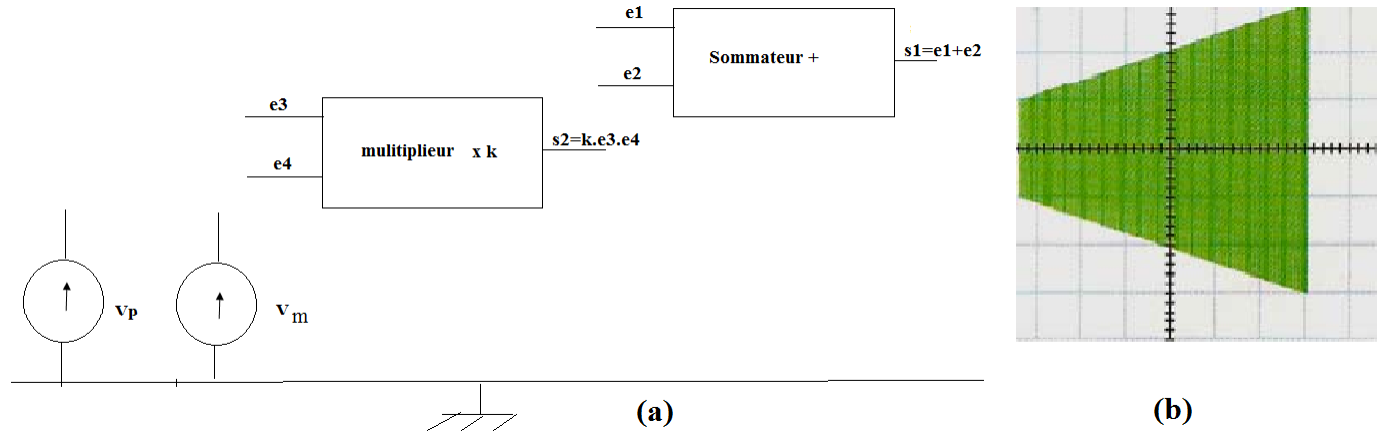 e1
Sommateur +
s1=e1+e2
e2
e3
mulitiplieur x k
s2=k.e3.e4
e4
vP
vm
(a)
(b)